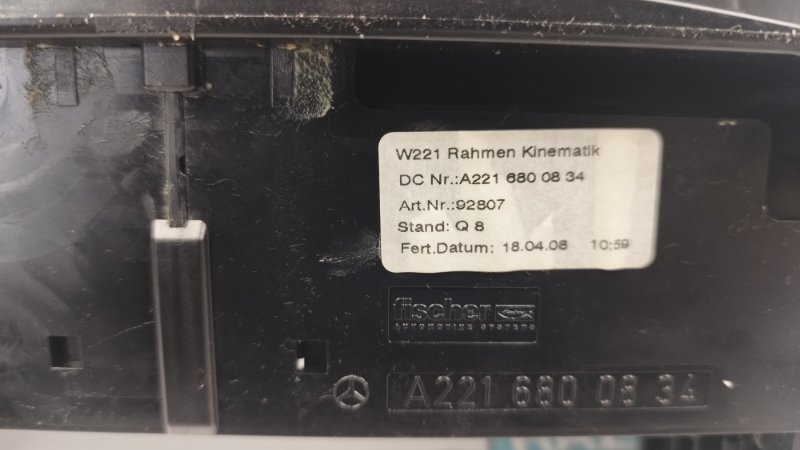 W221 Rahmen Kinematik
DC Nr.:A221 680 08 34
Art.Nr.:92807
Stand: Q 8
Fert.Datum: 18.04.08 10:59
fischer
AUTOMOTIVE SYSTEMS
A221 680 08 34